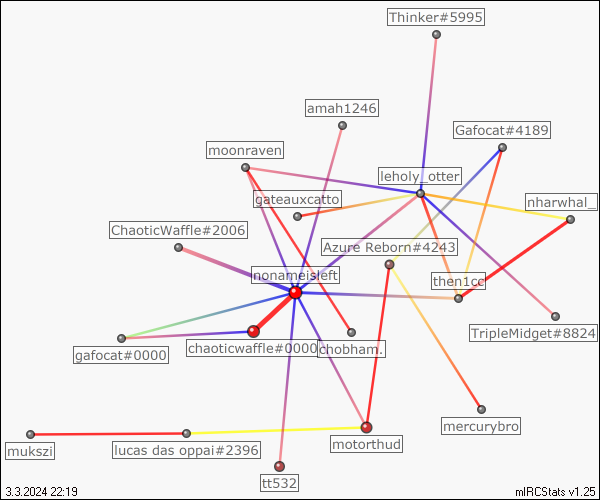 Thinker#5995
amah1246
Gafocat#4189
moonraven
leholy_otter
gateauxcatto
nharwhal_
ChaoticWaffle#2006
Azure Reborn#4243
nonameisleft
then1cc
TripleMidget#8824
gafocat#0000
chaoticwaffle#0000
chobham.
mercurybro
motorthud
mukszi
lucas das oppai#2396
tt532
3.3.2024 22:19
mIRCStats v1.25